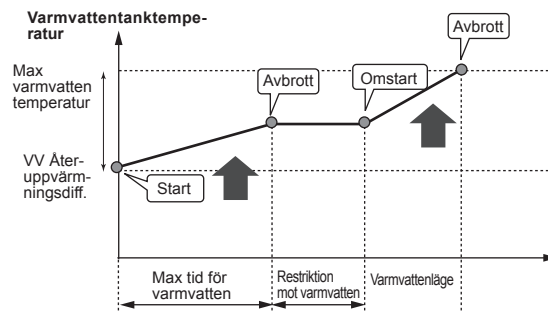 Varmvattentanktempe-
ratur
Avbrott
Max
varmvatten
temperatur
Avbrott
Omstart
VV Åter-
uppvärm-
ningsdiff.
Start
Max tid för
varmvatten
Restriktion
mot varmvatten
Varmvattenläge